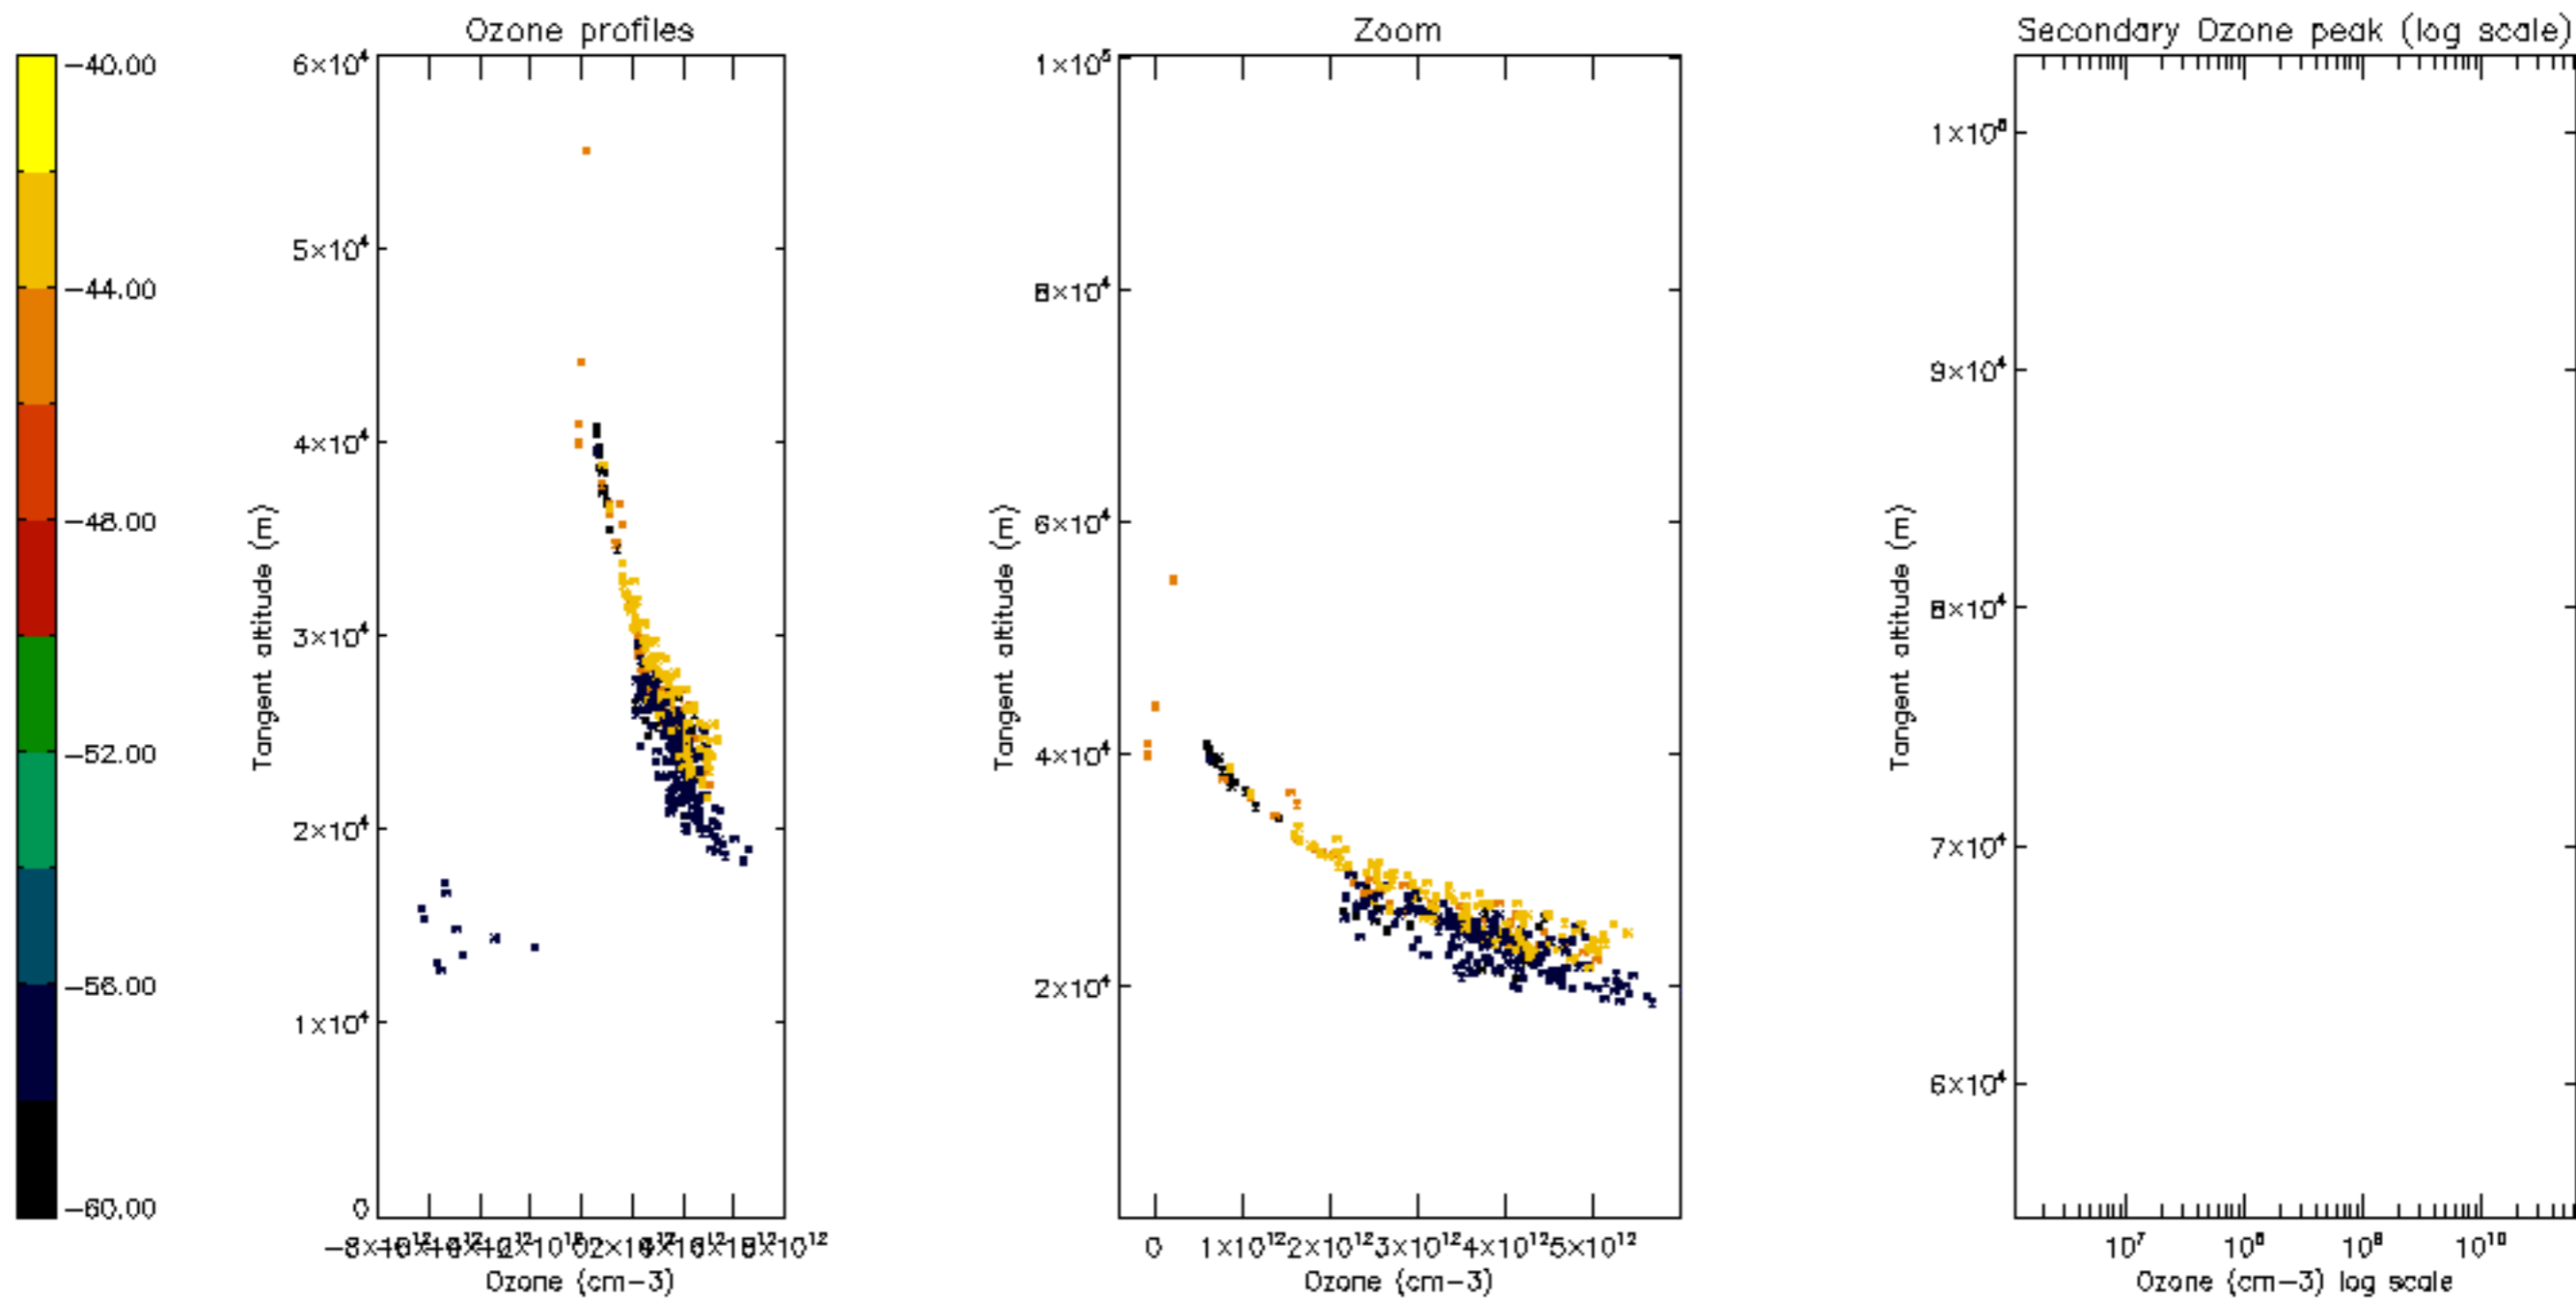 Ozone profiles
Zoom
Secondary Ozone peak (log scale)
-40.00
-44.00
-48.00
-52.00
-56.00
-60.00
6×10⁴
5×10⁴
4×10⁴
3×10⁴
2×10⁴
1×10⁴
0
Tangent altitude (m)
Ozone (cm-3)
1×10⁵
8×10⁴
6×10⁴
4×10⁴
2×10⁴
Tangent altitude (m)
0 1×10¹² 2×10¹² 3×10¹² 4×10¹² 5×10¹²
Ozone (cm-3)
1×10⁵
9×10⁴
8×10⁴
7×10⁴
6×10⁴
Tangent altitude (m)
10⁷ 10⁸ 10⁹ 10¹⁰
Ozone (cm-3) log scale